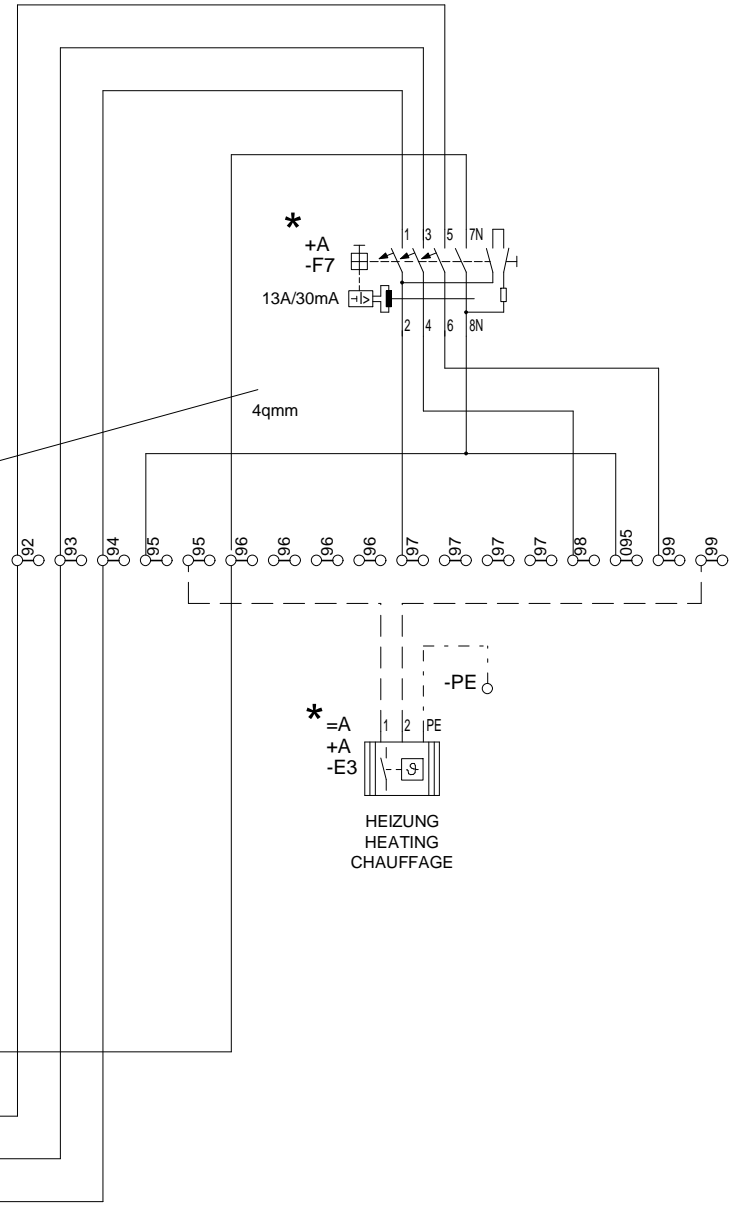 *
+A
-F7
1 3 5 7N
13A/30mA
2 4 6 8N
4qmm
92 93 94 95 95 96 96 96 96 97 97 97 97 98 095 99 99
-PE
*
=A
+A
-E3
1 2 PE
ϑ
HEIZUNG
HEATING
CHAUFFAGE